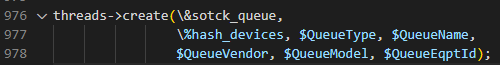 976 threads->create(\&sotck_queue,
977 \%hash_devices, $QueueType, $QueueName,
978 $QueueVendor, $QueueModel, $QueueEqptId);